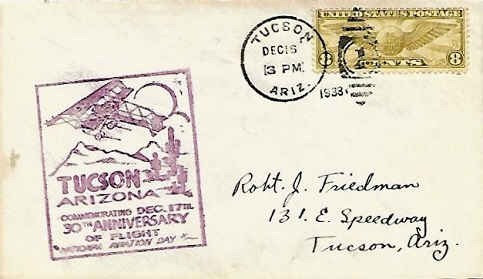 UNITED STATES POSTAGE
8 CENTS 8
TUCSON
DEC 16
3 PM
ARIZ.
1933
TUCSON
ARIZONA
COMMEMORATING DEC. 17TH.
30TH ANNIVERSARY
OF FLIGHT
"NATIONAL AVIATION DAY"
Robt. J. Friedman
131. E. Speedway
Tucson, Ariz.